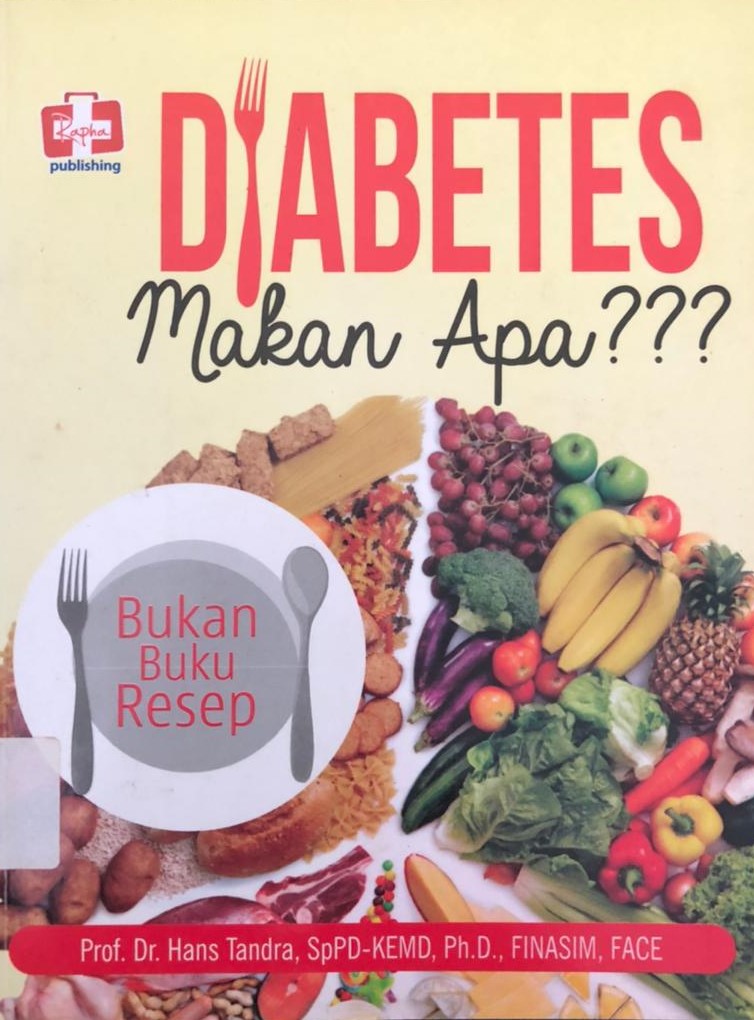 Rapha
publishing
DIABETES
Makan Apa???
Bukan
Buku
Resep
Prof. Dr. Hans Tandra, SpPD-KEMD, Ph.D., FINASIM, FACE